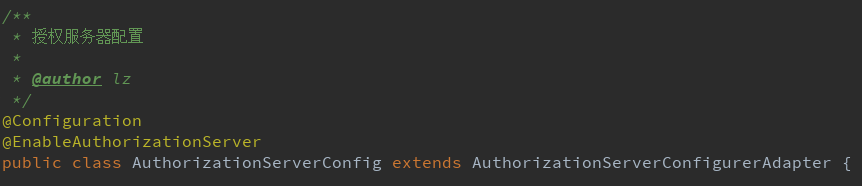 /**
 * 授权服务器配置
 *
 * @author lz
 */
@Configuration
@EnableAuthorizationServer
public class AuthorizationServerConfig extends AuthorizationServerConfigurerAdapter {